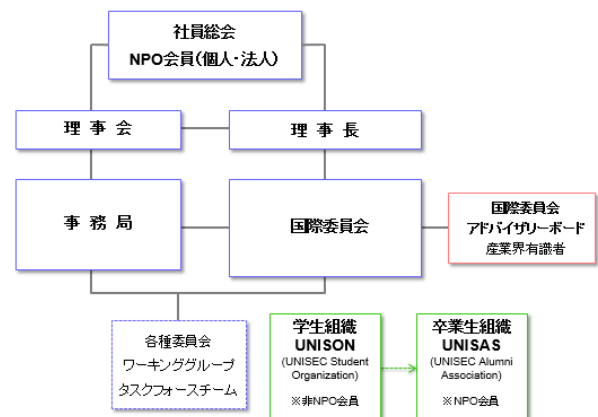 社員総会
NPO会員(個人・法人)
理 事 会
理 事 長
事 務 局
国際委員会
国際委員会
アドバイザリーボード
産業界有識者
各種委員会
ワーキンググループ
タスクフォースチーム
学生組織
UNISON
(UNISEC Student
Organization)
※非NPO会員
卒業生組織
UNISAS
(UNISEC Alumni
Association)
※NPO会員